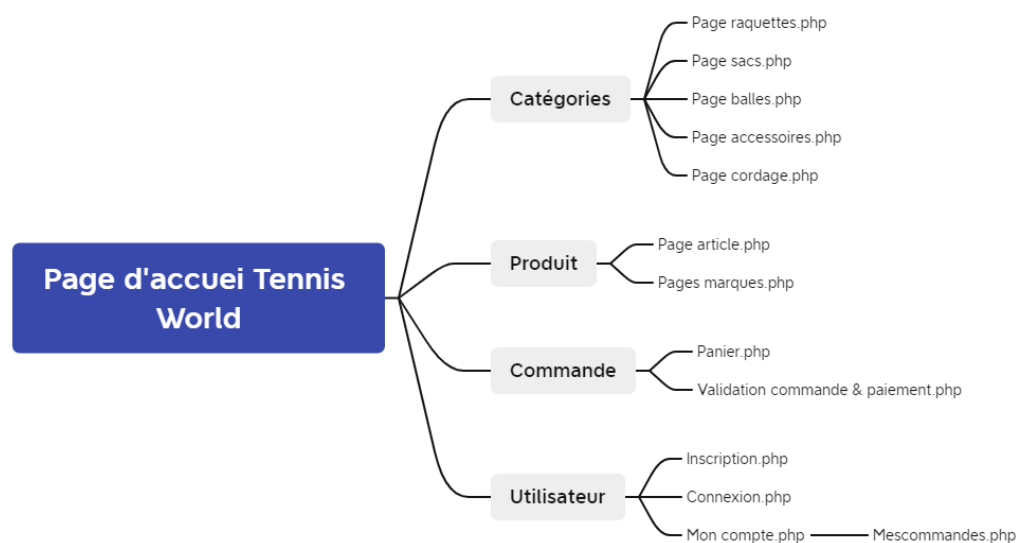 Page d'accuei Tennis
World
Catégories
Page raquettes.php
Page sacs.php
Page balles.php
Page accessoires.php
Page cordage.php
Produit
Page article.php
Pages marques.php
Commande
Panier.php
Validation commande & paiement.php
Utilisateur
Inscription.php
Connexion.php
Mon compte.php
Mescommandes.php